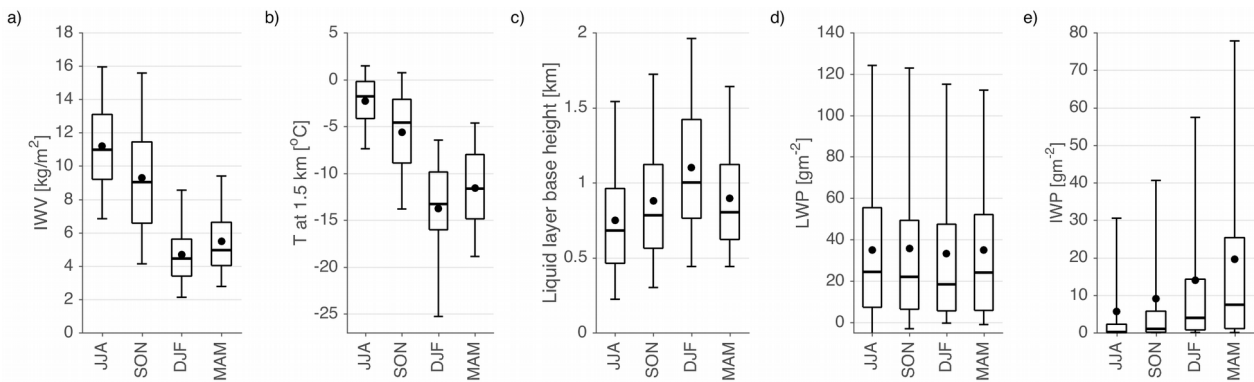 a)
IWV [kg/m²]
18
16
14
12
10
8
6
4
2
0
JJA
SON
DJF
MAM
b)
T at 1.5 km [°C]
5
0
-5
-10
-15
-20
-25
JJA
SON
DJF
MAM
c)
Liquid layer base height [km]
2
1.5
1
0.5
0
JJA
SON
DJF
MAM
d)
LWP [gm⁻²]
140
120
100
80
60
40
20
0
JJA
SON
DJF
MAM
e)
IWP [gm⁻²]
80
70
60
50
40
30
20
10
0
JJA
SON
DJF
MAM